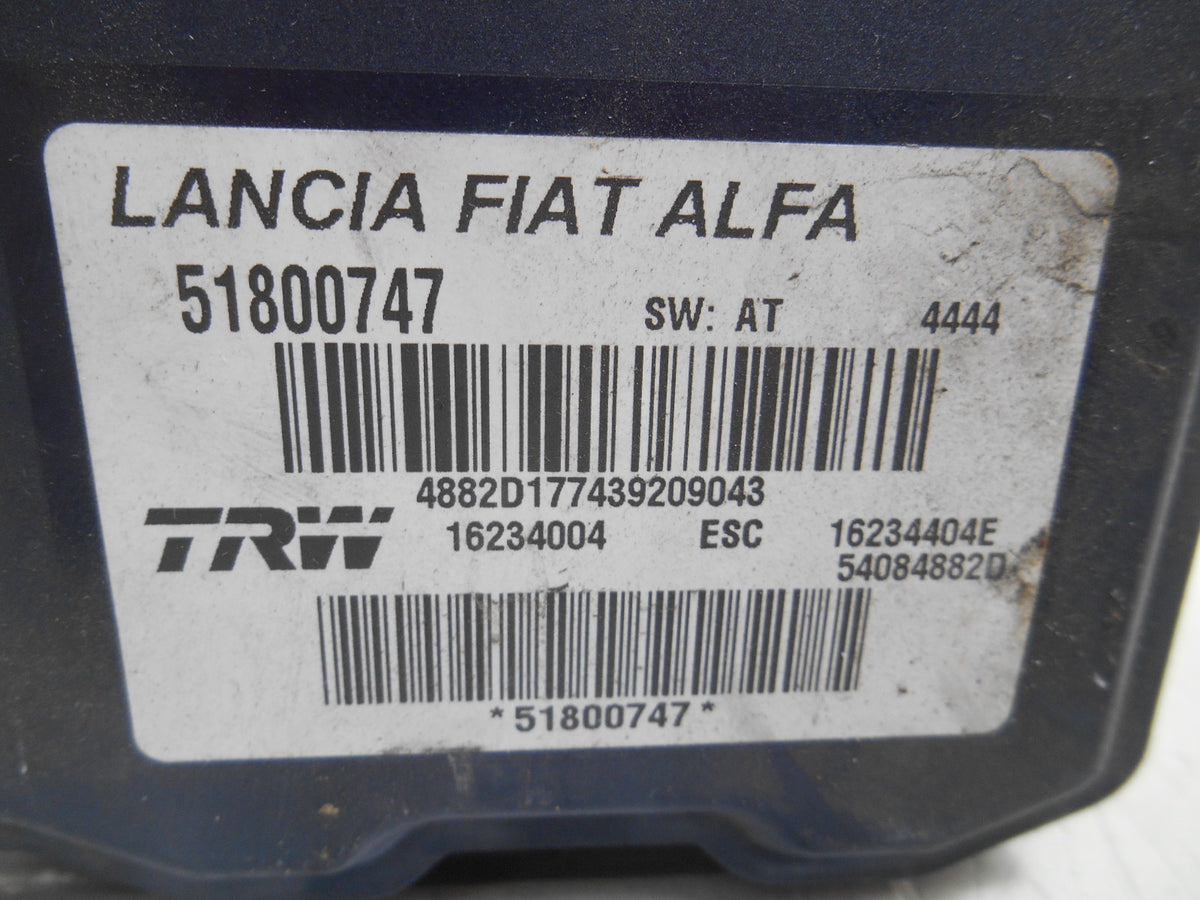 LANCIA FIAT ALFA
51800747 SW: AT 4444
4882D177439209043
TRW 16234004 ESC 16234404E
54084882D
*51800747*